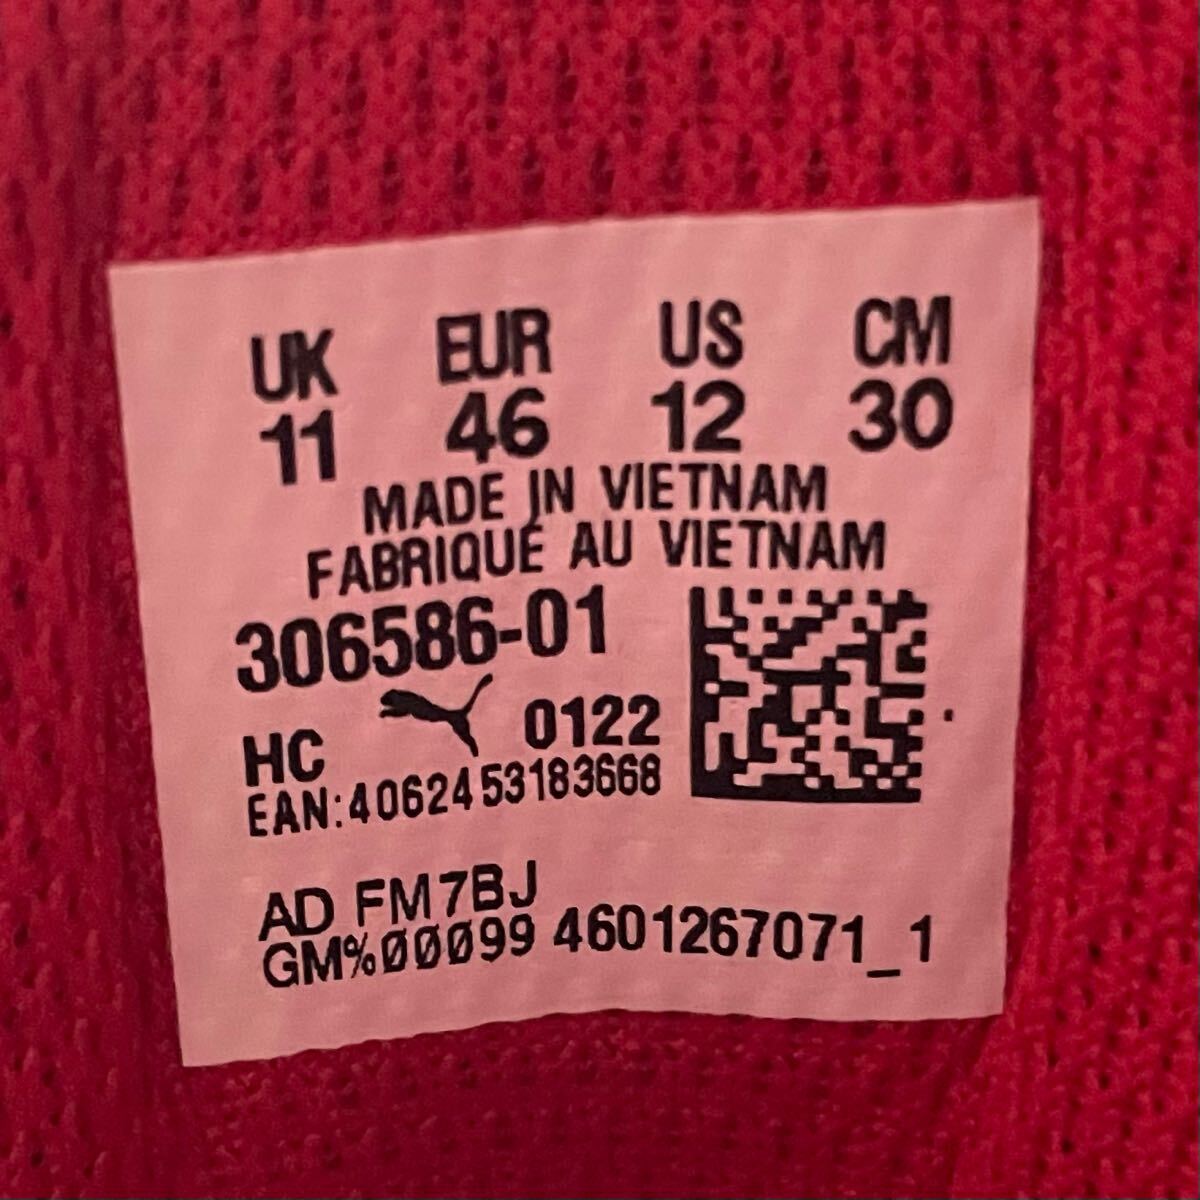 UK EUR US CM
11 46 12 30
MADE IN VIETNAM
FABRIQUÉ AU VIETNAM
306586-01
HC 0122
EAN:4062453183668
AD FM7BJ
GM%00099 4601267071_1